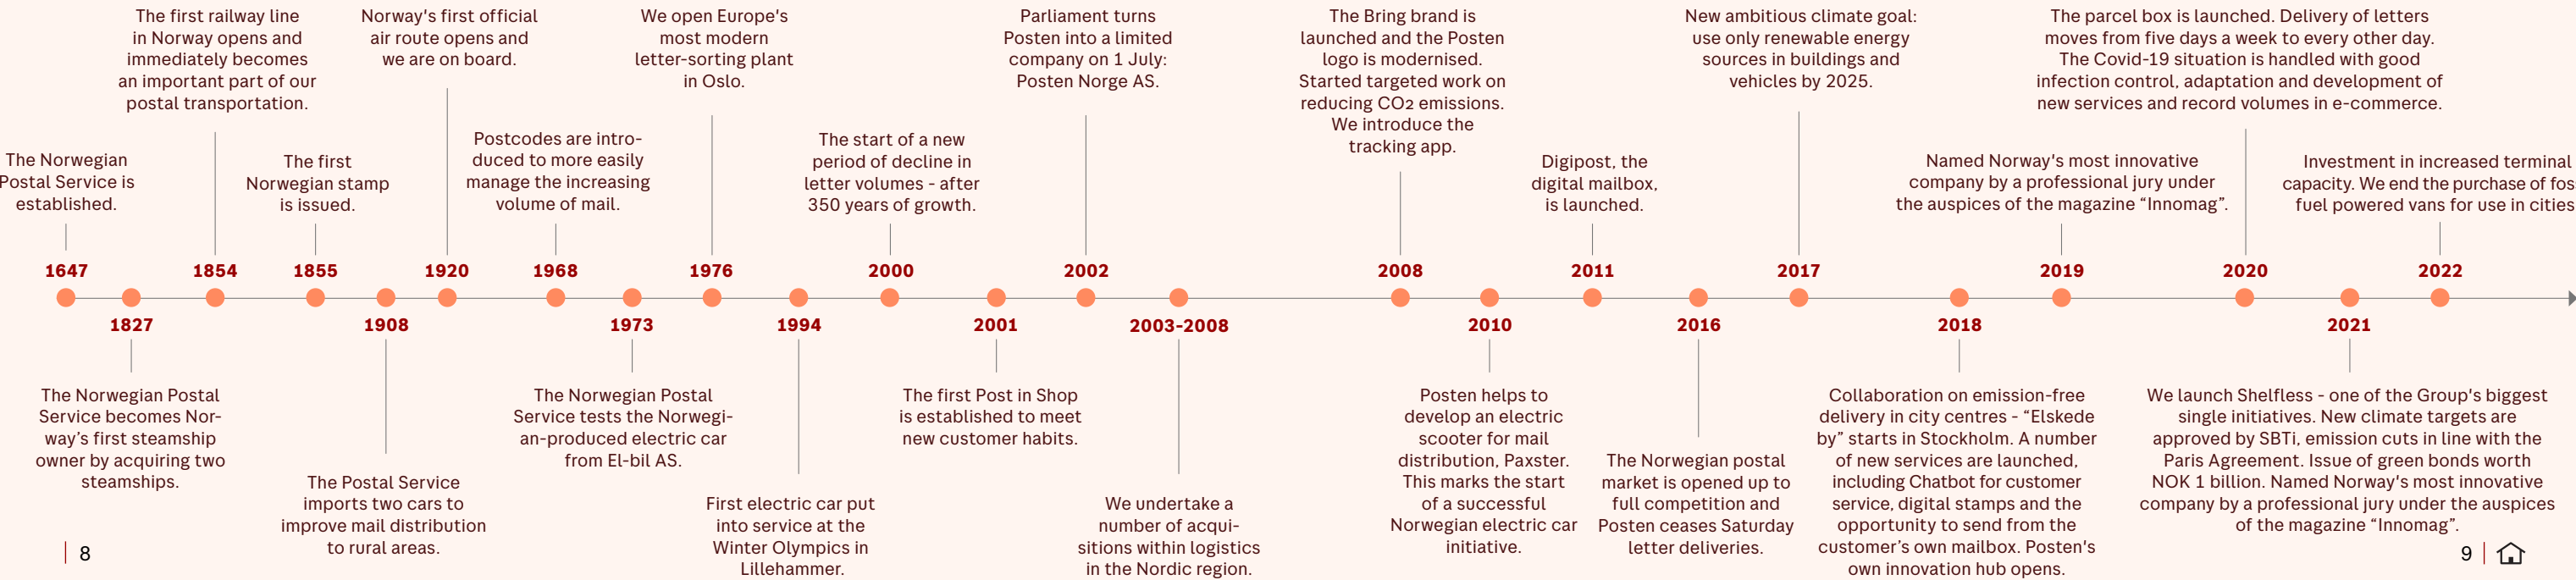 The first railway line
in Norway opens and
immediately becomes
an important part of our
postal transportation.
Norway's first official
air route opens and
we are on board.
We open Europe's
most modern
letter-sorting plant
in Oslo.
Parliament turns
Posten into a limited
company on 1 July:
Posten Norge AS.
The Bring brand is
launched and the Posten
logo is modernised.
Started targeted work on
reducing CO2 emissions.
We introduce the
tracking app.
New ambitious climate goal:
use only renewable energy
sources in buildings and
vehicles by 2025.
The parcel box is launched. Delivery of letters
moves from five days a week to every other day.
The Covid-19 situation is handled with good
infection control, adaptation and development of
new services and record volumes in e-commerce.
The Norwegian
Postal Service is
established.
The first
Norwegian stamp
is issued.
Postcodes are intro-
duced to more easily
manage the increasing
volume of mail.
The start of a new
period of decline in
letter volumes - after
350 years of growth.
Digipost, the
digital mailbox,
is launched.
Named Norway's most innovative
company by a professional jury under
the auspices of the magazine “Innomag”.
Investment in increased terminal
capacity. We end the purchase of fos
fuel powered vans for use in cities
1647
1854
1855
1920
1968
1976
2000
2002
2008
2011
2017
2019
2020
2022
1827
1908
1973
1994
2001
2003-2008
2010
2016
2018
2021
The Norwegian Postal
Service becomes Nor-
way’s first steamship
owner by acquiring two
steamships.
The Postal Service
imports two cars to
improve mail distribution
to rural areas.
The Norwegian Postal
Service tests the Norwegi-
an-produced electric car
from El-bil AS.
First electric car put
into service at the
Winter Olympics in
Lillehammer.
The first Post in Shop
is established to meet
new customer habits.
We undertake a
number of acqui-
sitions within logistics
in the Nordic region.
Posten helps to
develop an electric
scooter for mail
distribution, Paxster.
This marks the start
of a successful
Norwegian electric car
initiative.
The Norwegian postal
market is opened up to
full competition and
Posten ceases Saturday
letter deliveries.
Collaboration on emission-free
delivery in city centres - “Elskede
by” starts in Stockholm. A number
of new services are launched,
including Chatbot for customer
service, digital stamps and the
opportunity to send from the
customer’s own mailbox. Posten's
own innovation hub opens.
We launch Shelfless - one of the Group's biggest
single initiatives. New climate targets are
approved by SBTi, emission cuts in line with the
Paris Agreement. Issue of green bonds worth
NOK 1 billion. Named Norway's most innovative
company by a professional jury under the auspices
of the magazine “Innomag”.
8
9